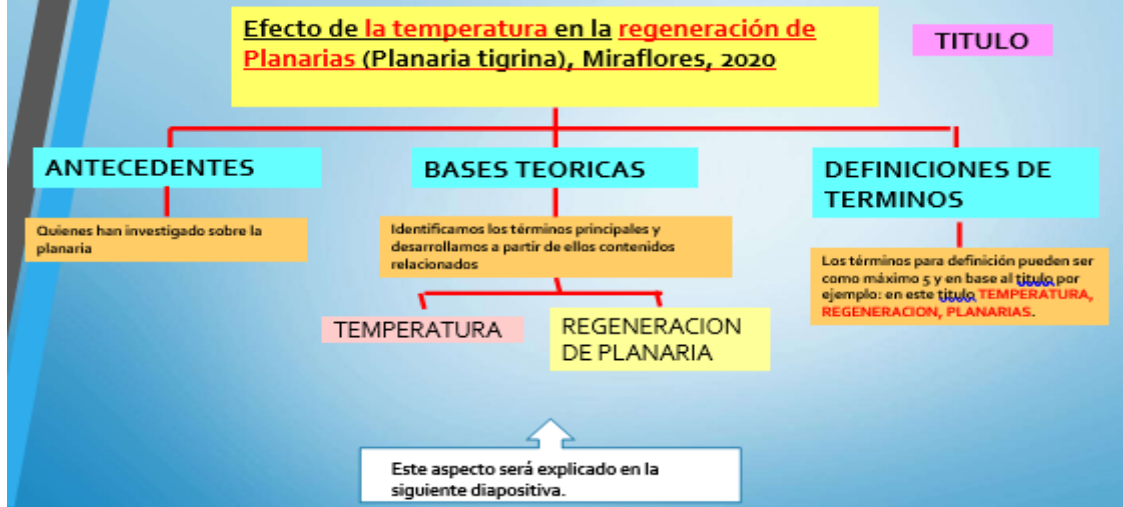 Efecto de la temperatura en la regeneración de
Planarias (Planaria tigrina), Miraflores, 2020
TITULO
ANTECEDENTES
Quienes han investigado sobre la
planaria
BASES TEORICAS
Identificamos los términos principales y
desarrollamos a partir de ellos contenidos
relacionados
TEMPERATURA
REGENERACION
DE PLANARIA
DEFINICIONES DE
TERMINOS
Los términos para definición pueden ser
como máximo 5 y en base al titulo por
ejemplo: en este titulo TEMPERATURA,
REGENERACION, PLANARIAS.
Este aspecto será explicado en la
siguiente diapositiva.